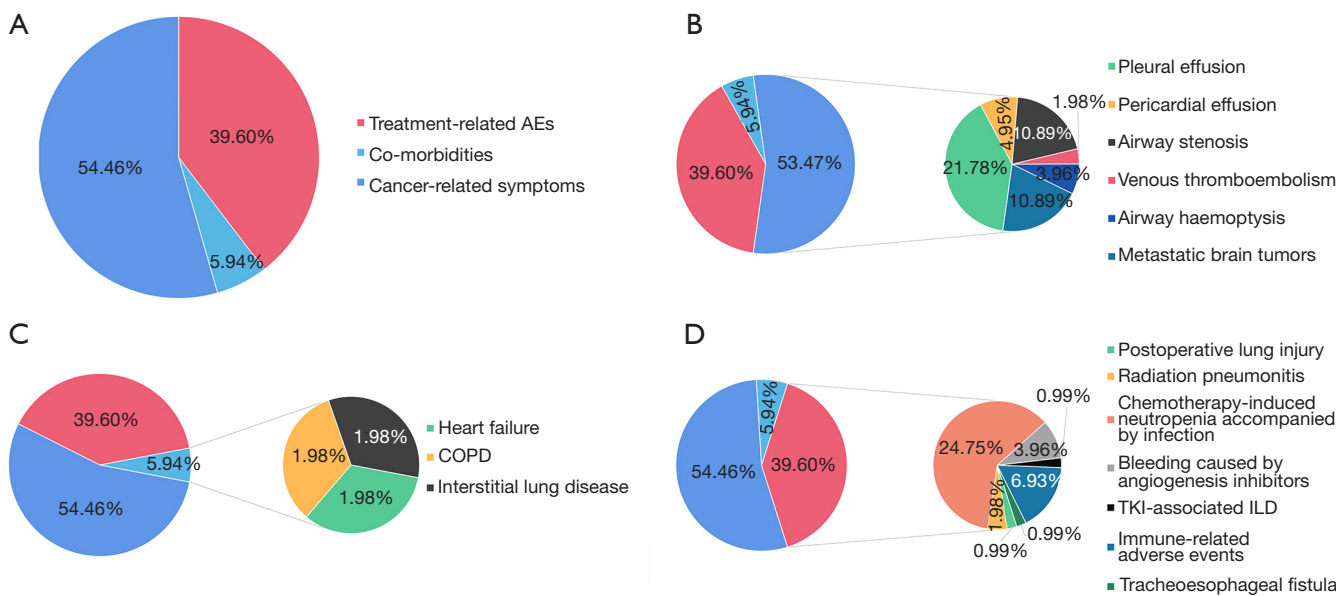 A
39.60%
54.46%
5.94%
Treatment-related AEs
Co-morbidities
Cancer-related symptoms
B
5.94%
39.60%
53.47%
4.95%
10.89%
1.98%
21.78%
3.96%
10.89%
Pleural effusion
Pericardial effusion
Airway stenosis
Venous thromboembolism
Airway haemoptysis
Metastatic brain tumors
C
39.60%
5.94%
54.46%
1.98%
1.98%
1.98%
Heart failure
COPD
Interstitial lung disease
D
5.94%
54.46%
39.60%
24.75%
3.96%
0.99%
6.93%
1.98%
0.99%
0.99%
Postoperative lung injury
Radiation pneumonitis
Chemotherapy-induced
neutropenia accompanied
by infection
Bleeding caused by
angiogenesis inhibitors
TKI-associated ILD
Immune-related
adverse events
Tracheoesophageal fistula